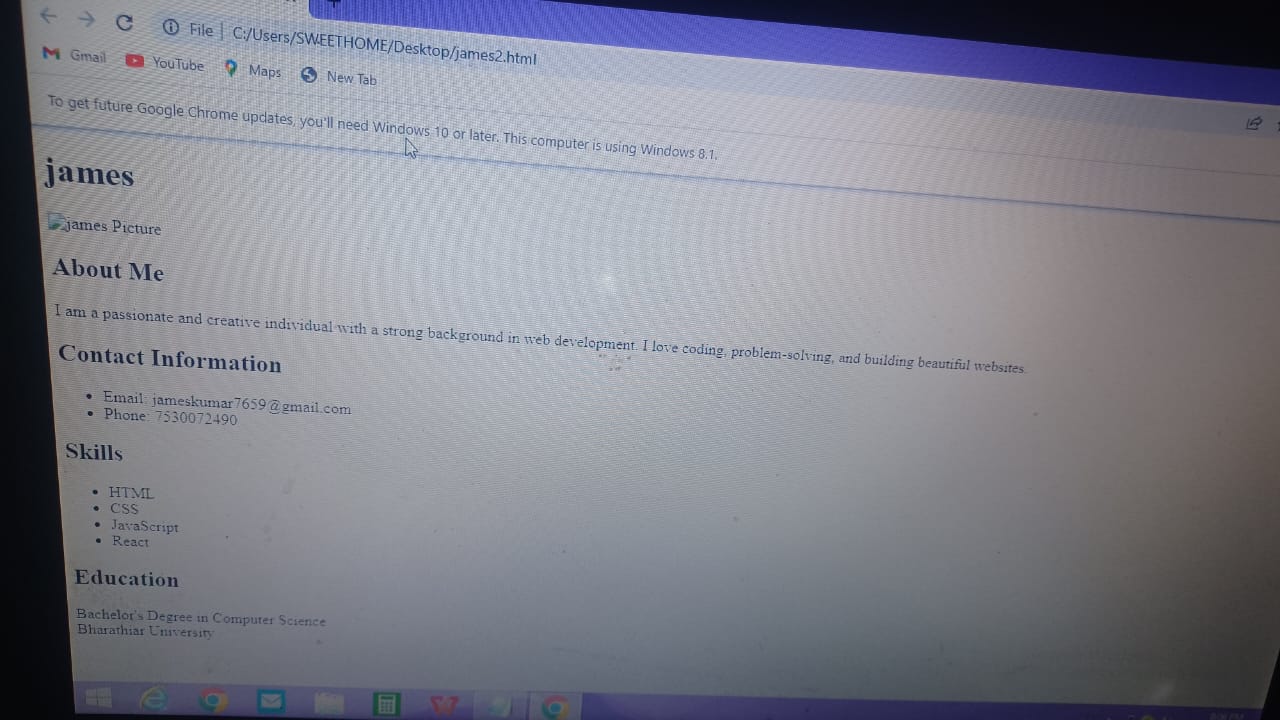 File | C:/Users/SWEETHOME/Desktop/james2.html
Gmail YouTube Maps New Tab
To get future Google Chrome updates, you'll need Windows 10 or later. This computer is using Windows 8.1.
james
james Picture
About Me
I am a passionate and creative individual with a strong background in web development. I love coding, problem-solving, and building beautiful websites.
Contact Information
Email: jameskumar7659@gmail.com
Phone: 7530072490
Skills
HTML
CSS
JavaScript
React
Education
Bachelor's Degree in Computer Science
Bharathiar University